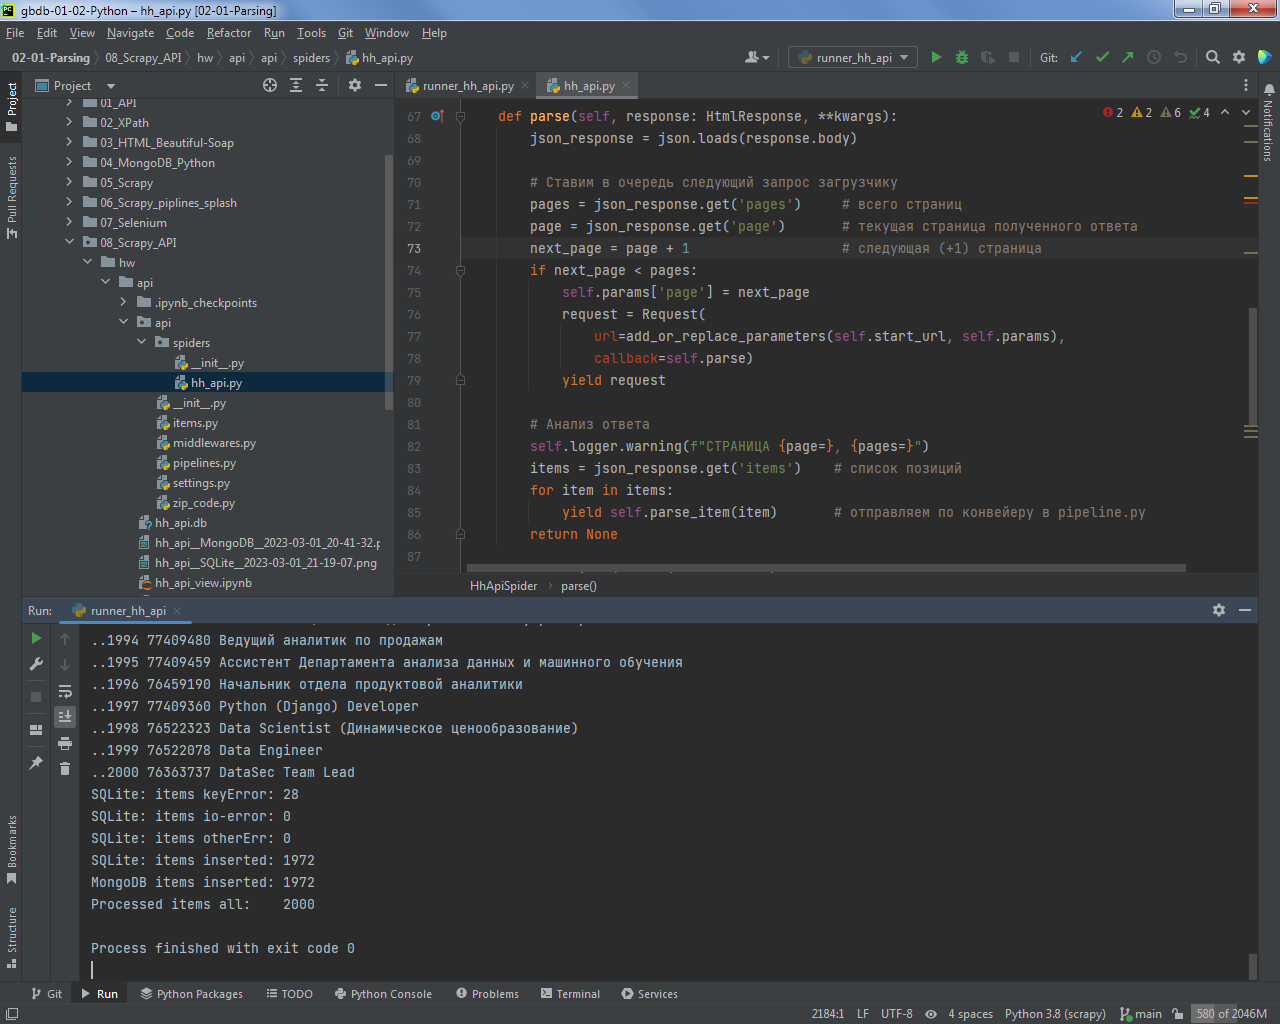 gbdb-01-02-Python – hh_api.py [02-01-Parsing]
File Edit View Navigate Code Refactor Run Tools Git Window Help
02-01-Parsing 08_Scrapy_API hw api api spiders hh_api.py
runner_hh_api
Git:
Project
runner_hh_api.py
hh_api.py
Project
Pull Requests
Bookmarks
Structure
Notifications
01_API
02_XPath
03_HTML_Beautiful-Soap
04_MongoDB_Python
05_Scrapy
06_Scrapy_piplines_splash
07_Selenium
08_Scrapy_API
hw
api
.ipynb_checkpoints
api
spiders
__init__.py
hh_api.py
__init__.py
items.py
middlewares.py
pipelines.py
settings.py
zip_code.py
hh_api.db
hh_api__MongoDB__2023-03-01_20-41-32.p
hh_api__SQLite__2023-03-01_21-19-07.png
hh_api_view.ipynb
2 2 6 4
67 def parse(self, response: HtmlResponse, **kwargs):
68 json_response = json.loads(response.body)
69
70 # Ставим в очередь следующий запрос загрузчику
71 pages = json_response.get('pages') # всего страниц
72 page = json_response.get('page') # текущая страница полученного ответа
73 next_page = page + 1 # следующая (+1) страница
74 if next_page < pages:
75 self.params['page'] = next_page
76 request = Request(
77 url=add_or_replace_parameters(self.start_url, self.params),
78 callback=self.parse)
79 yield request
80
81 # Анализ ответа
82 self.logger.warning(f"СТРАНИЦА {page=}, {pages=}")
83 items = json_response.get('items') # список позиций
84 for item in items:
85 yield self.parse_item(item) # отправляем по конвейеру в pipeline.py
86 return None
87
HhApiSpider parse()
Run: runner_hh_api
..1994 77409480 Ведущий аналитик по продажам
..1995 77409459 Ассистент Департамента анализа данных и машинного обучения
..1996 76459190 Начальник отдела продуктовой аналитики
..1997 77409360 Python (Django) Developer
..1998 76522323 Data Scientist (Динамическое ценообразование)
..1999 76522078 Data Engineer
..2000 76363737 DataSec Team Lead
SQLite: items keyError: 28
SQLite: items io-error: 0
SQLite: items otherErr: 0
SQLite: items inserted: 1972
MongoDB items inserted: 1972
Processed items all: 2000
Process finished with exit code 0
Git Run Python Packages TODO Python Console Problems Terminal Services
2184:1 LF UTF-8 4 spaces Python 3.8 (scrapy) main 580 of 2046M